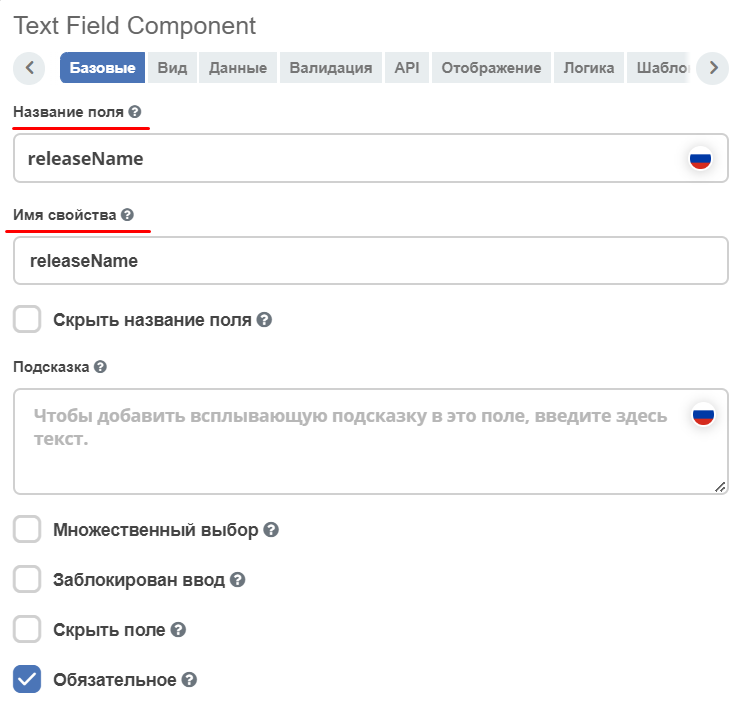 Text Field Component
Базовые Вид Данные Валидация API Отображение Логика Шабло
Название поля
releaseName
Имя свойства
releaseName
Скрыть название поля
Подсказка
Чтобы добавить всплывающую подсказку в это поле, введите здесь
текст.
Множественный выбор
Заблокирован ввод
Скрыть поле
Обязательное